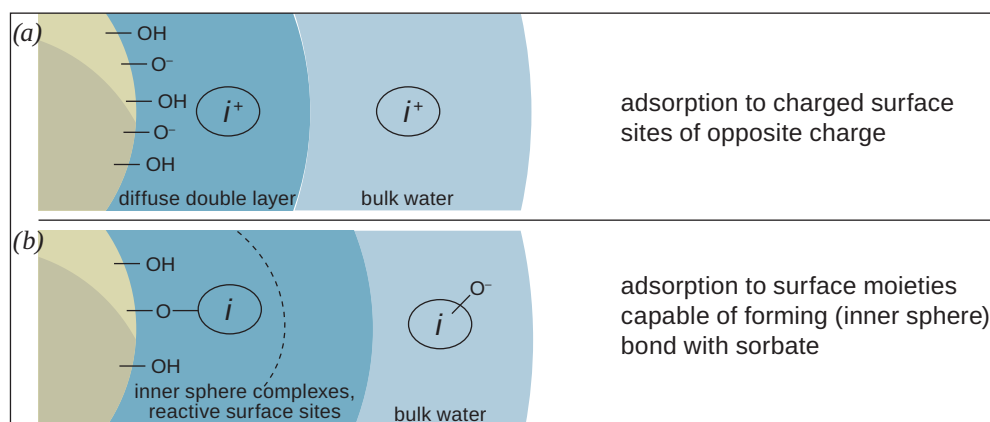 (a)
OH
O⁻
OH
O⁻
OH
i⁺
i⁺
diffuse double layer
bulk water
adsorption to charged surface
sites of opposite charge
(b)
OH
O
i
OH
inner sphere complexes,
reactive surface sites
O⁻
i
bulk water
adsorption to surface moieties
capable of forming (inner sphere)
bond with sorbate